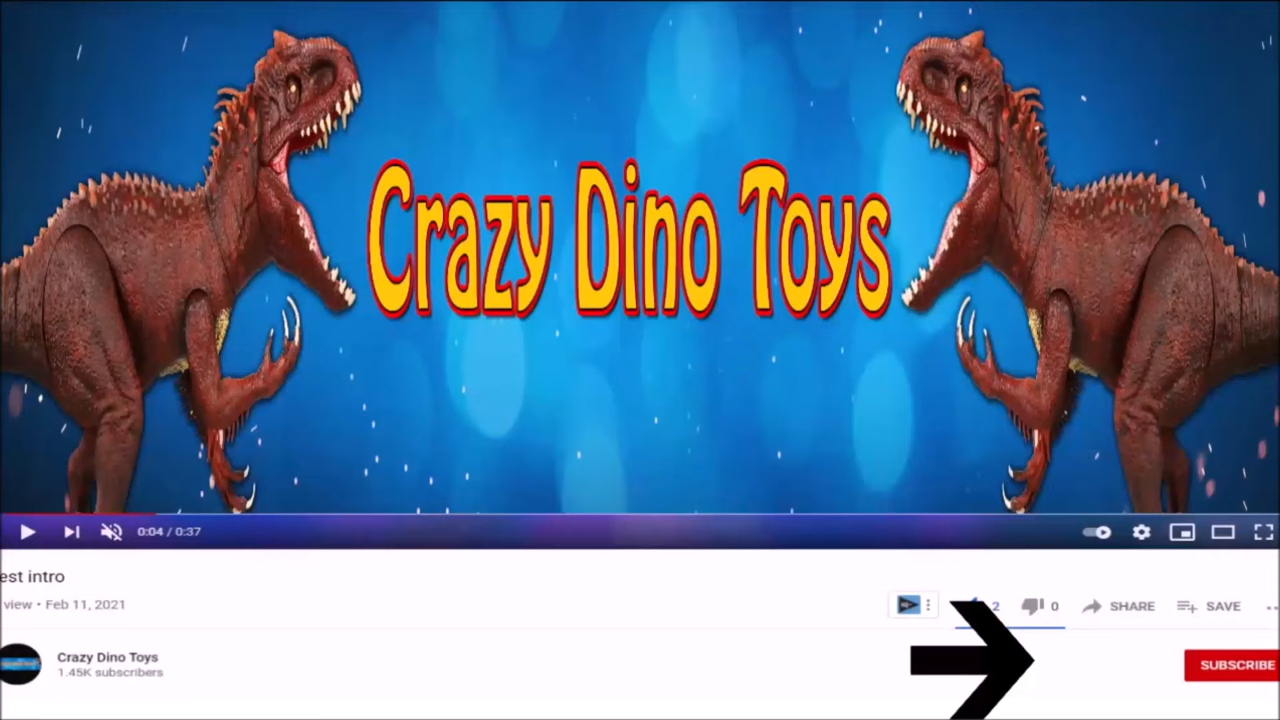 Crazy Dino Toys
0:04 / 0:37
est intro
view • Feb 11, 2021
2
0
SHARE
SAVE
Crazy Dino Toys
1.45K subscribers
SUBSCRIBE